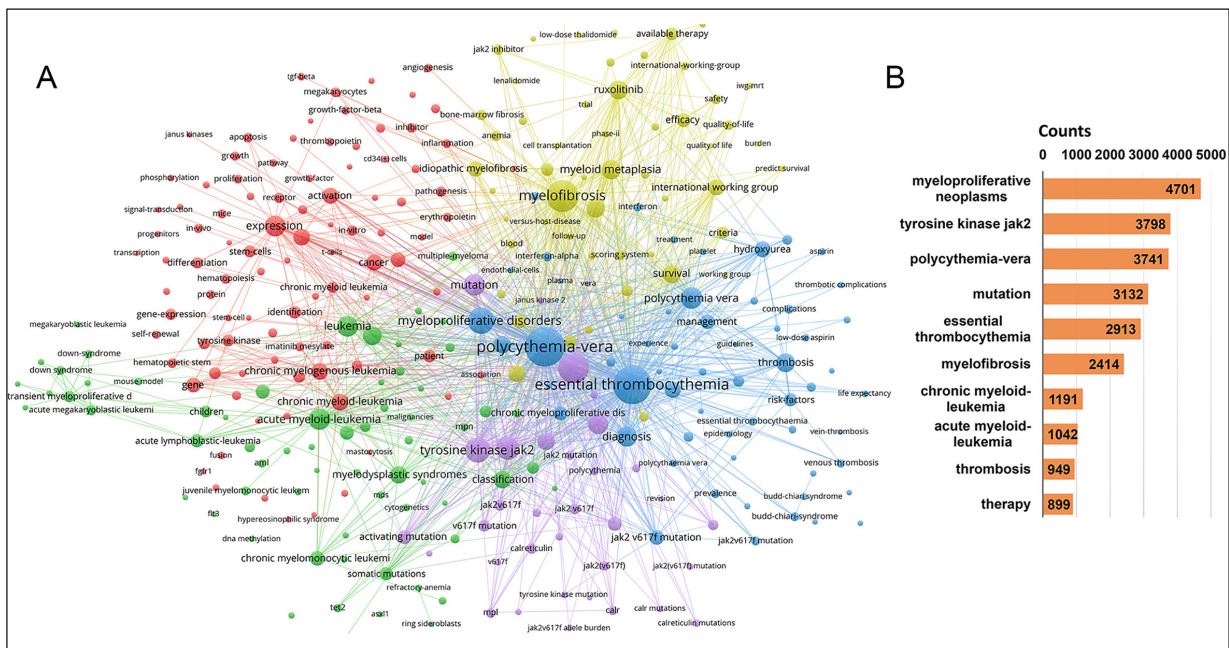 A
low-dose thalidomide
available therapy
jak2 inhibitor
international-working-group
tgf-beta
angiogenesis
megakaryocytes
lenalidomide
ruxolitinib
iwg-mrt
growth-factor-beta
bone-marrow fibrosis
trial
safety
janus kinases
apoptosis
thrombopoietin
inhibitor
anemia
phase-ii
efficacy
quality-of-life
growth
inflammation
cell transplantation
quality of life
burden
pathway
cd34(+) cells
idiopathic myelofibrosis
myeloid metaplasia
predict survival
phosphorylation
proliferation
growth-factor
activation
pathogenesis
myelofibrosis
international working group
receptor
signal-transduction
mice
erythropoietin
versus-host-disease
interferon
progenitors
in-vivo
expression
in-vitro
model
follow-up
criteria
transcription
stem-cells
t-cells
multiple-myeloma
blood
interferon-alpha
treatment
platelet
hydroxyurea
aspirin
differentiation
cancer
endothelial-cells
scoring system
survival
working group
hematopoiesis
chronic myeloid leukemia
mutation
plasma
vera
thrombotic complications
protein
janus kinase 2
polycythemia vera
gene-expression
stem-cell
identification
complications
megakaryoblastic leukemia
self-renewal
leukemia
myeloproliferative disorders
management
low-dose aspirin
tyrosine kinase
imatinib mesylate
polycythemia-vera
experience
guidelines
down-syndrome
hematopoietic stem
patient
thrombosis
down syndrome
mouse model
chronic myelogenous leukemia
association
essential thrombocythemia
transient myeloproliferative d
gene
risk-factors
life expectancy
acute megakaryoblastic leukemi
children
chronic myeloid-leukemia
malignancies
chronic myeloproliferative dis
acute myeloid-leukemia
mpn
essential thrombocythaemia
vein-thrombosis
acute lymphoblastic-leukemia
diagnosis
epidemiology
fusion
mastocytosis
tyrosine kinase jak2
jak2 mutation
fgfr1
aml
myelodysplastic syndromes
polycythemia
polycythaemia vera
venous thrombosis
juvenile myelomonocytic leukem
classification
mds
revision
prevalence
budd-chiari syndrome
flt3
hypereosinophilic syndrome
cytogenetics
jak2v617f
jak2 v617f
budd-chiari-syndrome
dna methylation
activating mutation
v617f mutation
jak2 v617f mutation
jak2v617f mutation
chronic myelomonocytic leukemi
calreticulin
v617f
jak2(v617f)
jak2(v617f) mutation
somatic mutations
refractory-anemia
tyrosine kinase mutation
tet2
asxl1
mpl
calr
calr mutations
ring sideroblasts
jak2v617f allele burden
calreticulin mutations
B
Counts
0 1000 2000 3000 4000 5000
myeloproliferative
neoplasms
4701
tyrosine kinase jak2
3798
polycythemia-vera
3741
mutation
3132
essential
thrombocythemia
2913
myelofibrosis
2414
chronic myeloid-
leukemia
1191
acute myeloid-
leukemia
1042
thrombosis
949
therapy
899